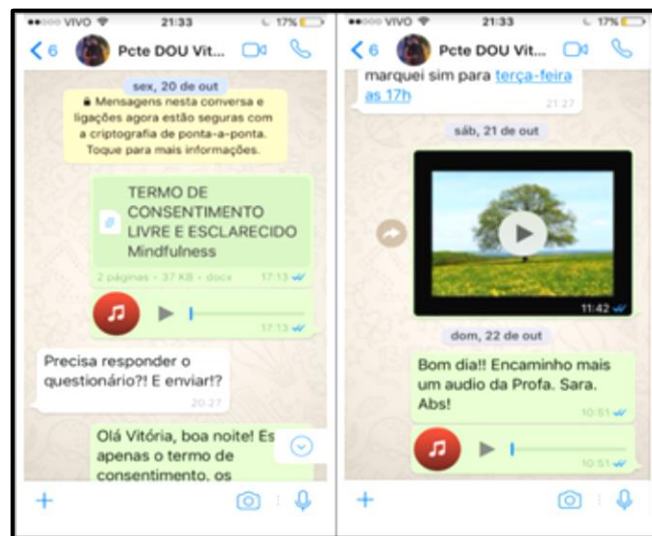 VIVO 21:33 17%
6 Pcte DOU Vit...
sex, 20 de out
Mensagens nesta conversa e
ligações agora estão seguras com
a criptografia de ponta-a-ponta.
Toque para mais informações.
TERMO DE
CONSENTIMENTO
LIVRE E ESCLARECIDO
Mindfulness
2 páginas • 37 KB • docx 17:13
17:13
Precisa responder o
questionário?! E enviar!?
20:27
Olá Vitória, boa noite! Es
apenas o termo de
consentimento, os
VIVO 21:33 17%
6 Pcte DOU Vit...
marquei sim para terça-feira
as 17h
21:27
sáb, 21 de out
11:42
dom, 22 de out
Bom dia!! Encaminho mais
um audio da Profa. Sara.
Abs!
10:51
10:51